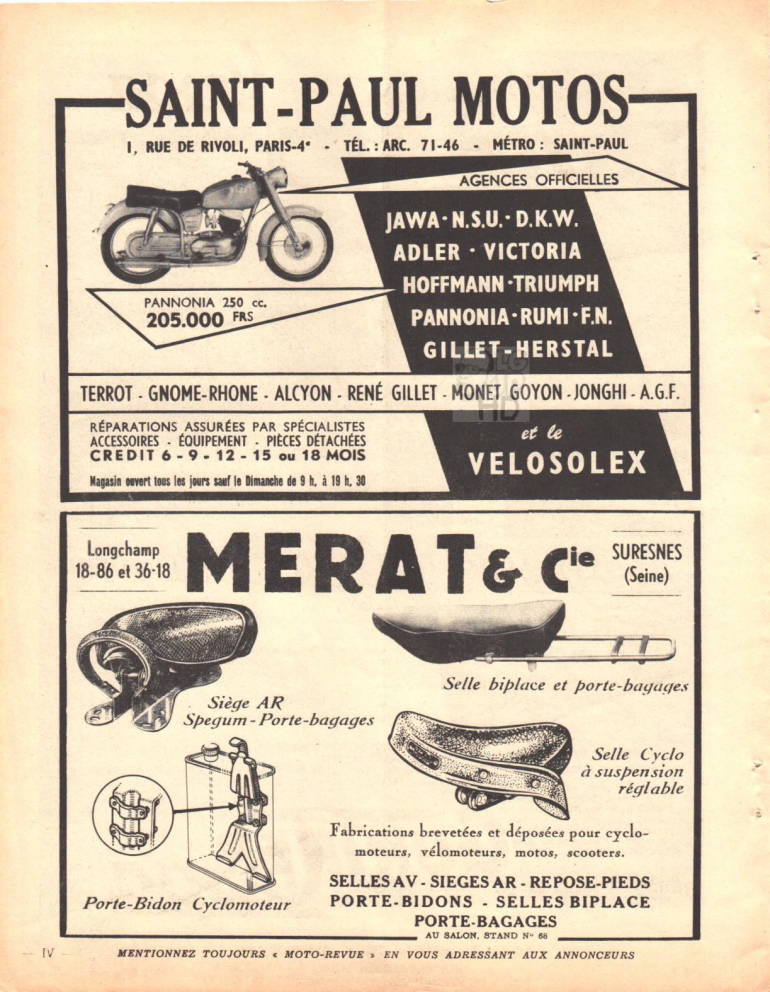 SAINT-PAUL MOTOS
1, RUE DE RIVOLI, PARIS-4e - TÉL. : ARC. 71-46 - MÉTRO : SAINT-PAUL
AGENCES OFFICIELLES
JAWA · N.S.U. · D.K.W.
ADLER · VICTORIA
HOFFMANN · TRIUMPH
PANNONIA · RUMI · F.N.
GILLET-HERSTAL
PANNONIA 250 cc.
205.000 FRS
TERROT - GNOME-RHONE - ALCYON - RENÉ GILLET - MONET GOYON - JONGHI - A.G.F.
RÉPARATIONS ASSURÉES PAR SPÉCIALISTES
ACCESSOIRES - ÉQUIPEMENT - PIÈCES DÉTACHÉES
CREDIT 6 - 9 - 12 - 15 ou 18 MOIS
Magasin ouvert tous les jours sauf le Dimanche de 9 h. à 19 h. 30
et le
VELOSOLEX
Longchamp
18-86 et 36-18
MERAT & Cie
SURESNES
(Seine)
Siège AR
Spegum - Porte-bagages
Selle biplace et porte-bagages
Selle Cyclo
à suspension
réglable
Porte-Bidon Cyclomoteur
Fabrications brevetées et déposées pour cyclo-
moteurs, vélomoteurs, motos, scooters.
SELLES AV - SIEGES AR - REPOSE-PIEDS
PORTE-BIDONS - SELLES BIPLACE
PORTE-BAGAGES
AU SALON, STAND N° 68
IV
MENTIONNEZ TOUJOURS « MOTO-REVUE » EN VOUS ADRESSANT AUX ANNONCEURS